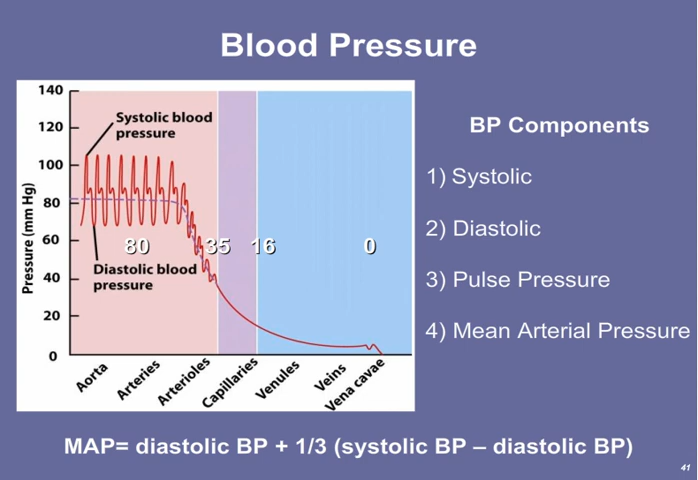 Blood Pressure
140
120
100
80
60
40
20
0
Pressure (mm Hg)
Systolic blood
pressure
80
35
16
0
Diastolic blood
pressure
Aorta
Arteries
Arterioles
Capillaries
Venules
Veins
Vena cavae
BP Components
1) Systolic
2) Diastolic
3) Pulse Pressure
4) Mean Arterial Pressure
MAP= diastolic BP + 1/3 (systolic BP – diastolic BP)
41